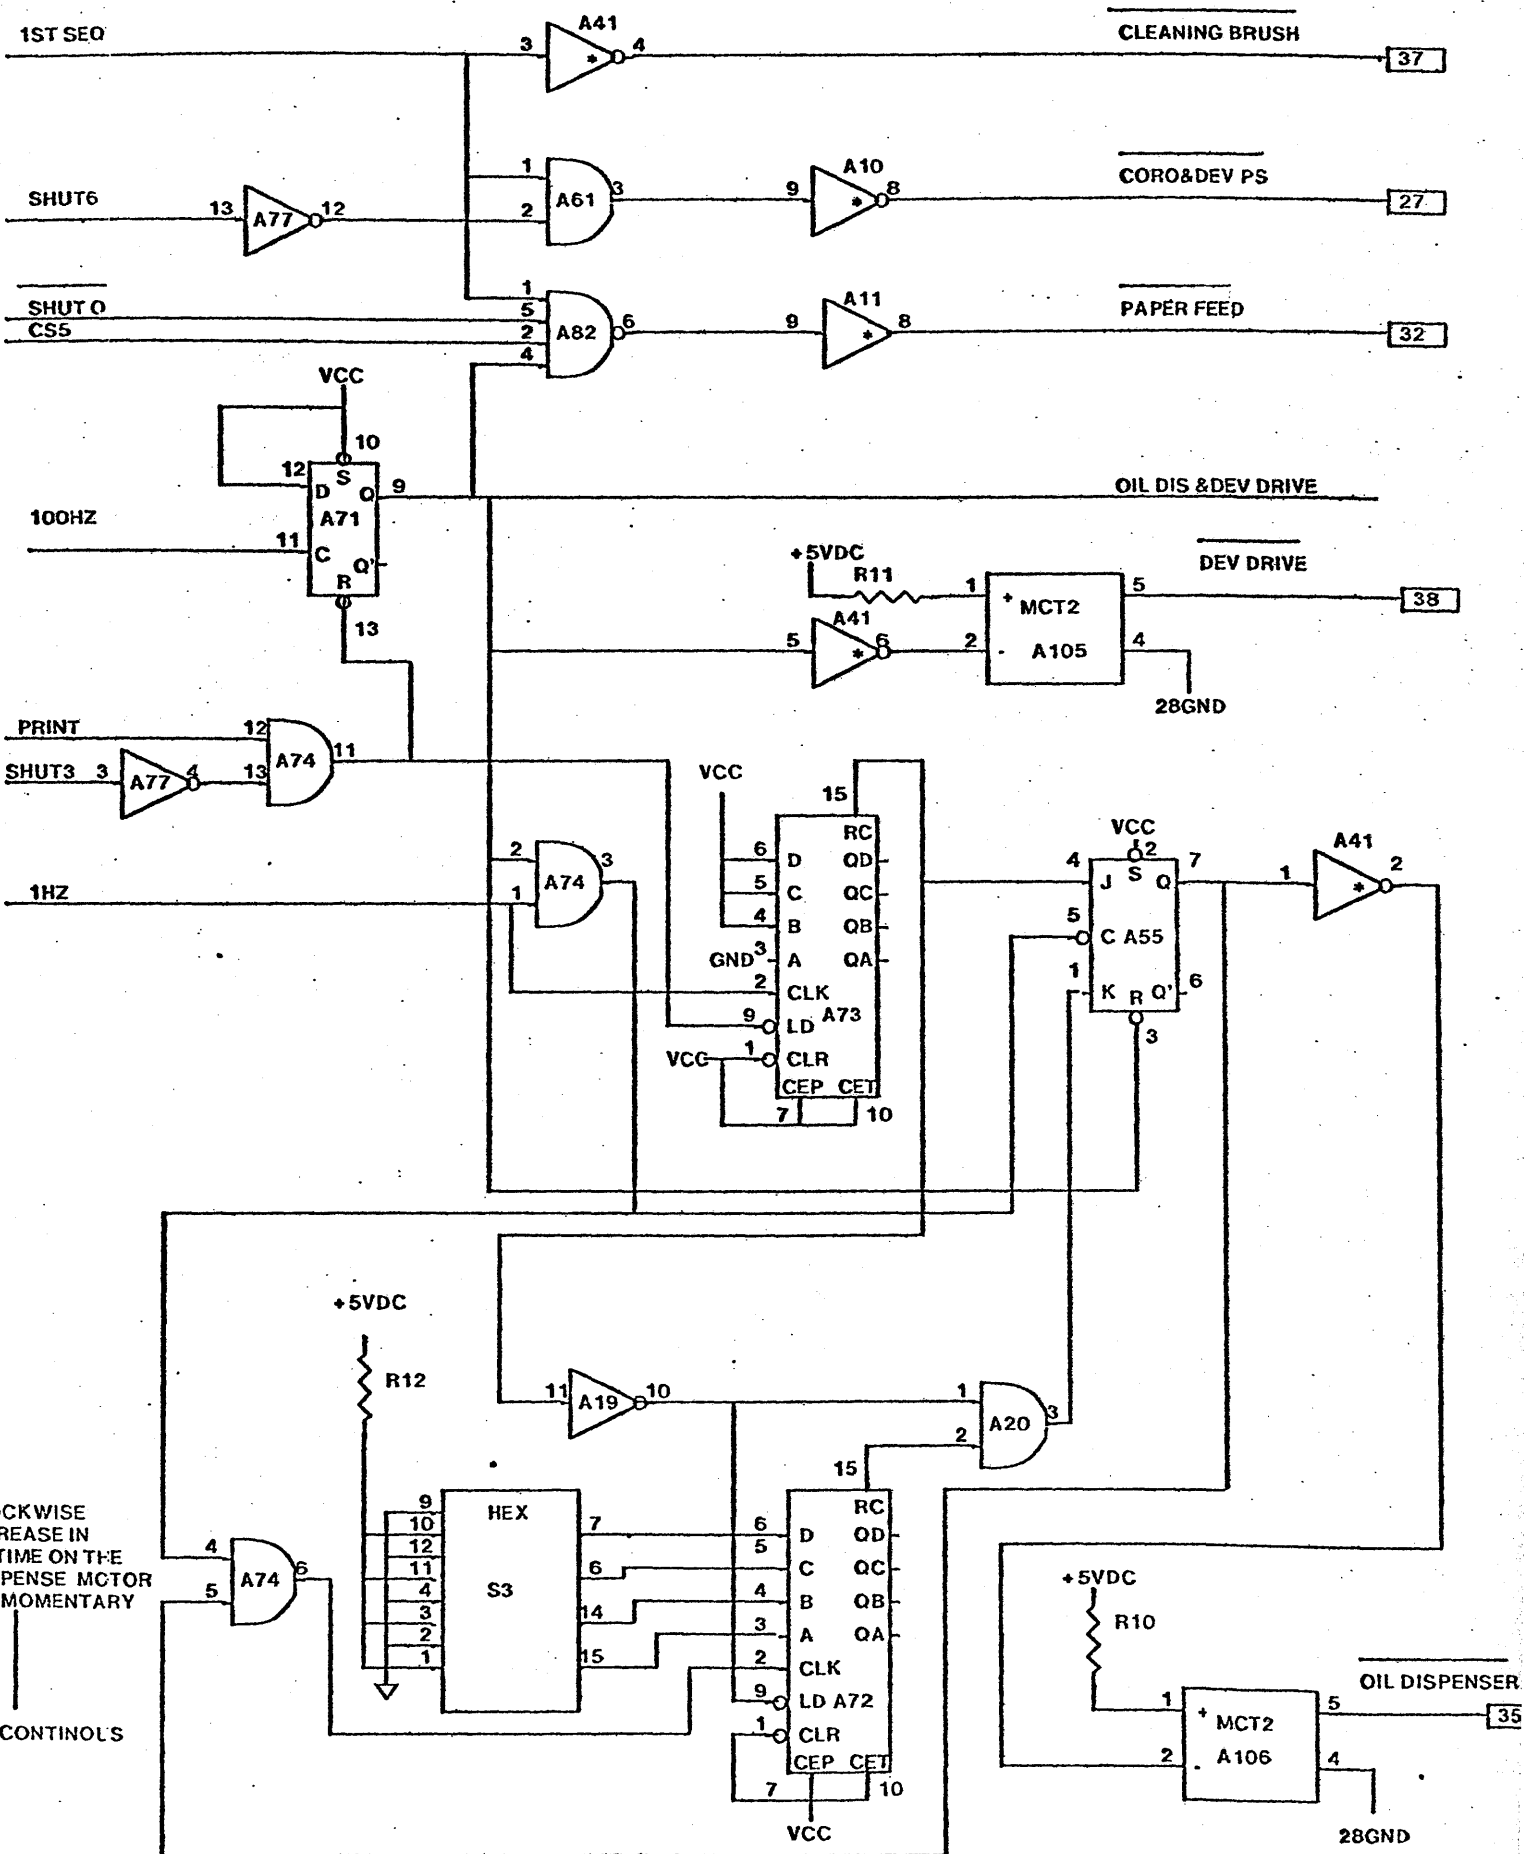 1ST SEQ
3
A41
*
4
CLEANING BRUSH
37
SHUT6
13
A77
12
1
2
A61
3
9
A10
*
8
CORO&DEV PS
27
SHUT 0
CS5
1
5
2
4
A82
6
9
A11
*
8
PAPER FEED
32
VCC
10
12
D
S
Q
9
A71
100HZ
11
C
Q'
R
13
OIL DIS &DEV DRIVE
+5VDC
R11
1
+
MCT2
5
DEV DRIVE
38
5
A41
*
6
2
-
A105
4
28GND
PRINT
12
SHUT3
3
A77
4
13
A74
11
VCC
15
RC
6
D
QD
5
C
QC
4
B
QB
GND
3
A
QA
2
CLK
9
LD
A73
VCC
1
CLR
CEP
CET
7
10
2
1HZ
1
A74
3
VCC
2
4
J
S
Q
7
5
C
A55
1
K
R
Q'
6
3
1
A41
*
2
+5VDC
R12
11
A19
10
1
2
A20
3
15
9
10
12
11
4
3
2
1
HEX
S3
7
6
14
15
RC
6
D
QD
5
C
QC
4
B
QB
3
A
QA
2
CLK
9
LD A72
1
CLR
CEP
CET
7
10
VCC
OCKWISE
REASE IN
TIME ON THE
PENSE MOTOR
MOMENTARY
CONTINOLS
4
5
A74
6
+5VDC
R10
1
+
MCT2
5
OIL DISPENSER
35
2
-
A106
4
28GND